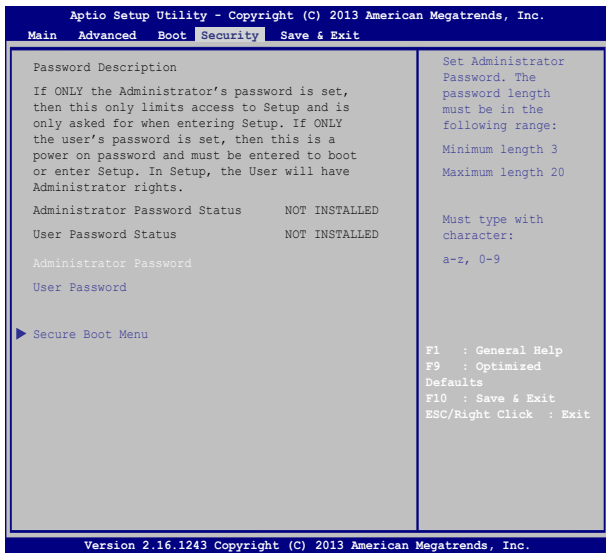 Aptio Setup Utility - Copyright (C) 2013 American Megatrends, Inc.
Main Advanced Boot Security Save & Exit
Password Description
If ONLY the Administrator's password is set,
then this only limits access to Setup and is
only asked for when entering Setup. If ONLY
the user's password is set, then this is a
power on password and must be entered to boot
or enter Setup. In Setup, the User will have
Administrator rights.
Administrator Password Status NOT INSTALLED
User Password Status NOT INSTALLED
Administrator Password
User Password
Secure Boot Menu
Set Administrator
Password. The
password length
must be in the
following range:
Minimum length 3
Maximum length 20
Must type with
character:
a-z, 0-9
F1 : General Help
F9 : Optimized
Defaults
F10 : Save & Exit
ESC/Right Click : Exit
Version 2.16.1243 Copyright (C) 2013 American Megatrends, Inc.